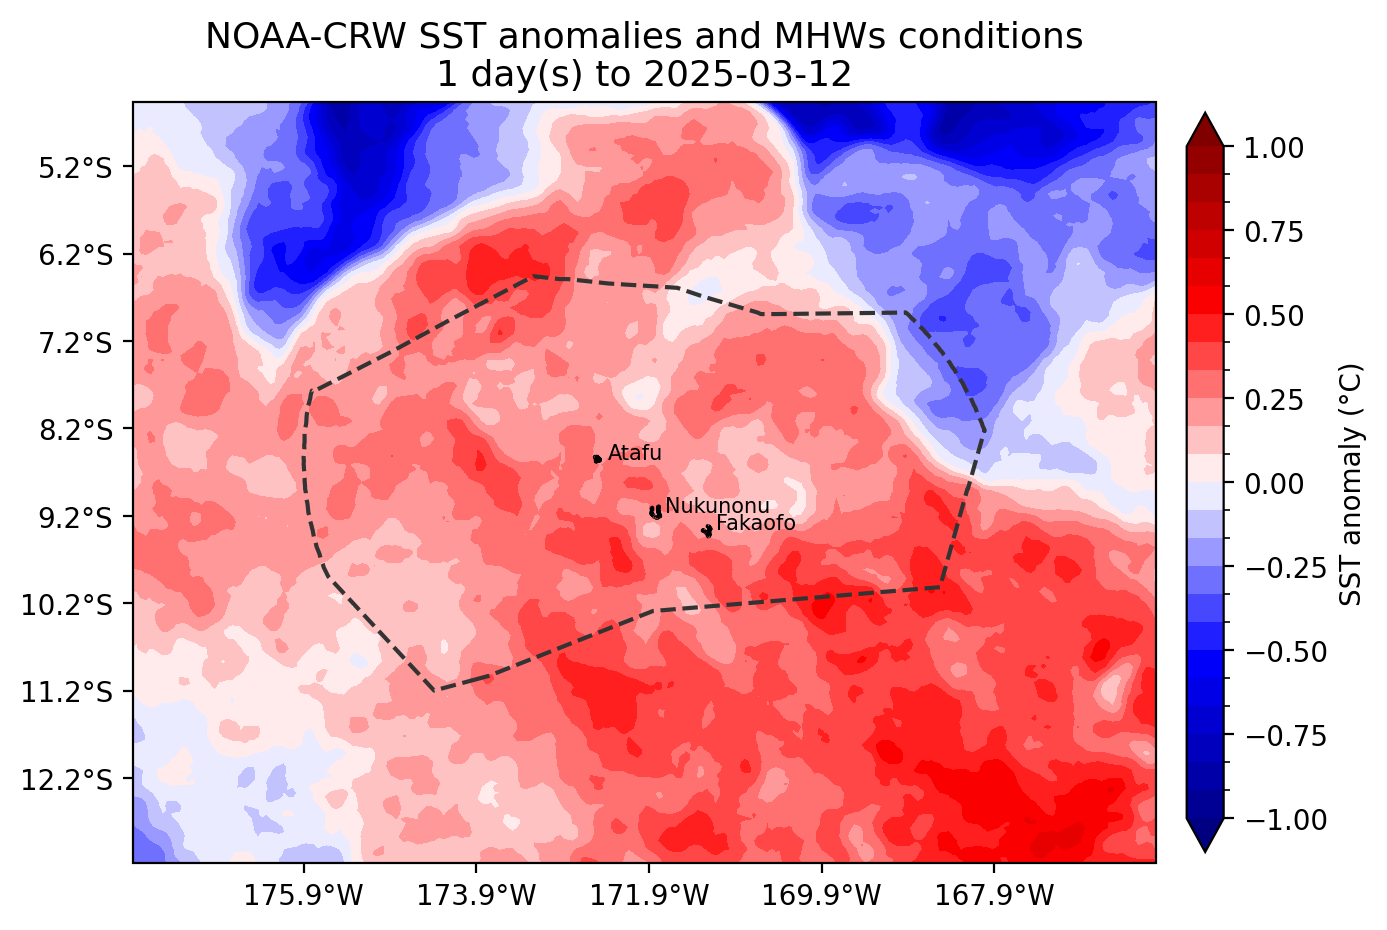 NOAA-CRW SST anomalies and MHWs conditions
1 day(s) to 2025-03-12
5.2°S
6.2°S
7.2°S
8.2°S
9.2°S
10.2°S
11.2°S
12.2°S
Atafu
Nukunonu
Fakaofo
175.9°W
173.9°W
171.9°W
169.9°W
167.9°W
1.00
0.75
0.50
0.25
0.00
−0.25
−0.50
−0.75
−1.00
SST anomaly (°C)